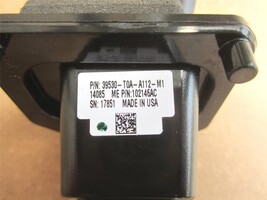 P/N: 39530-T0A-A112-M1
14085 ME P/N:102146AC
SN: 17851 MADE IN USA